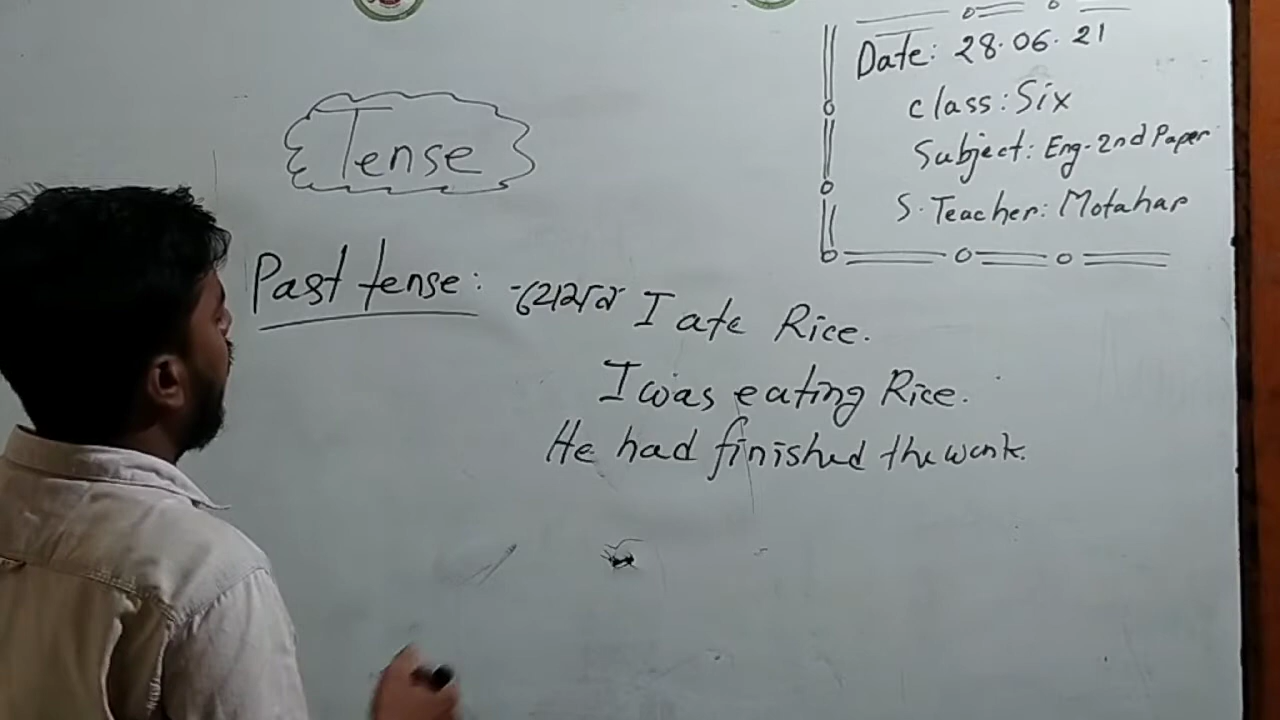 Date: 28.06.21
Class: Six
Subject: Eng-2nd Paper
S. Teacher: Motahar
Tense
Past tense: I ate Rice.
I was eating Rice.
He had finished the work.